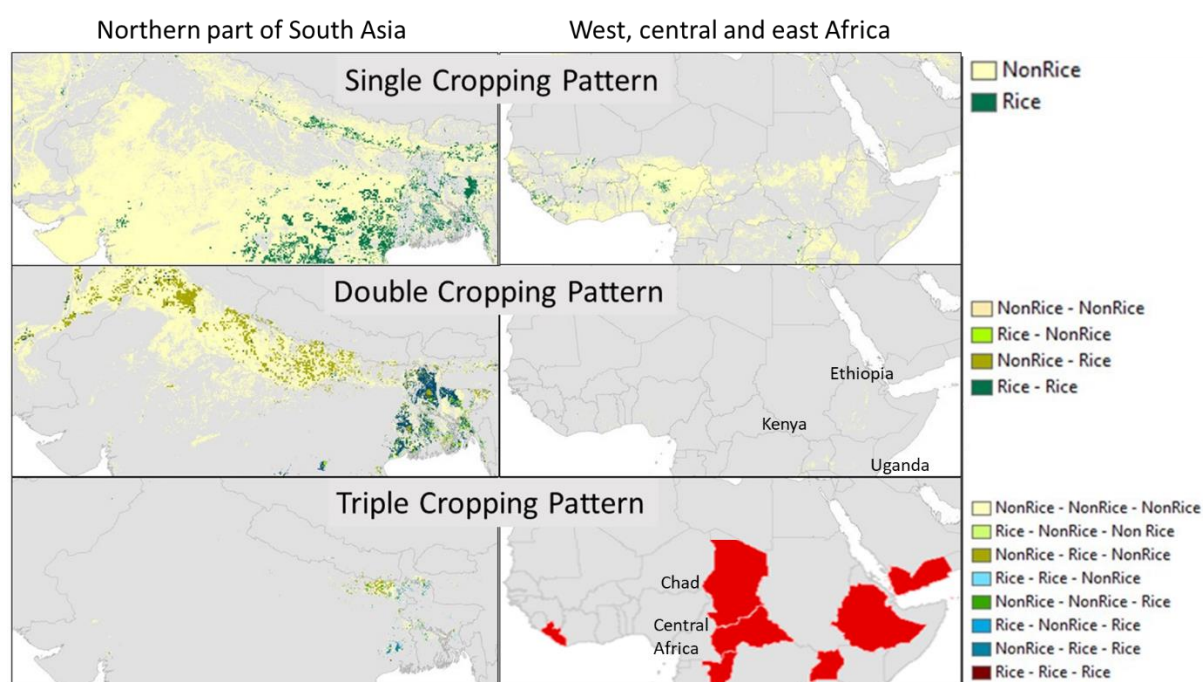 Northern part of South Asia
West, central and east Africa
Single Cropping Pattern
NonRice
Rice
Double Cropping Pattern
NonRice - NonRice
Rice - NonRice
NonRice - Rice
Rice - Rice
Ethiopia
Kenya
Uganda
Triple Cropping Pattern
Chad
Central
Africa
NonRice - NonRice - NonRice
Rice - NonRice - Non Rice
NonRice - Rice - NonRice
Rice - Rice - NonRice
NonRice - NonRice - Rice
Rice - NonRice - Rice
NonRice - Rice - Rice
Rice - Rice - Rice